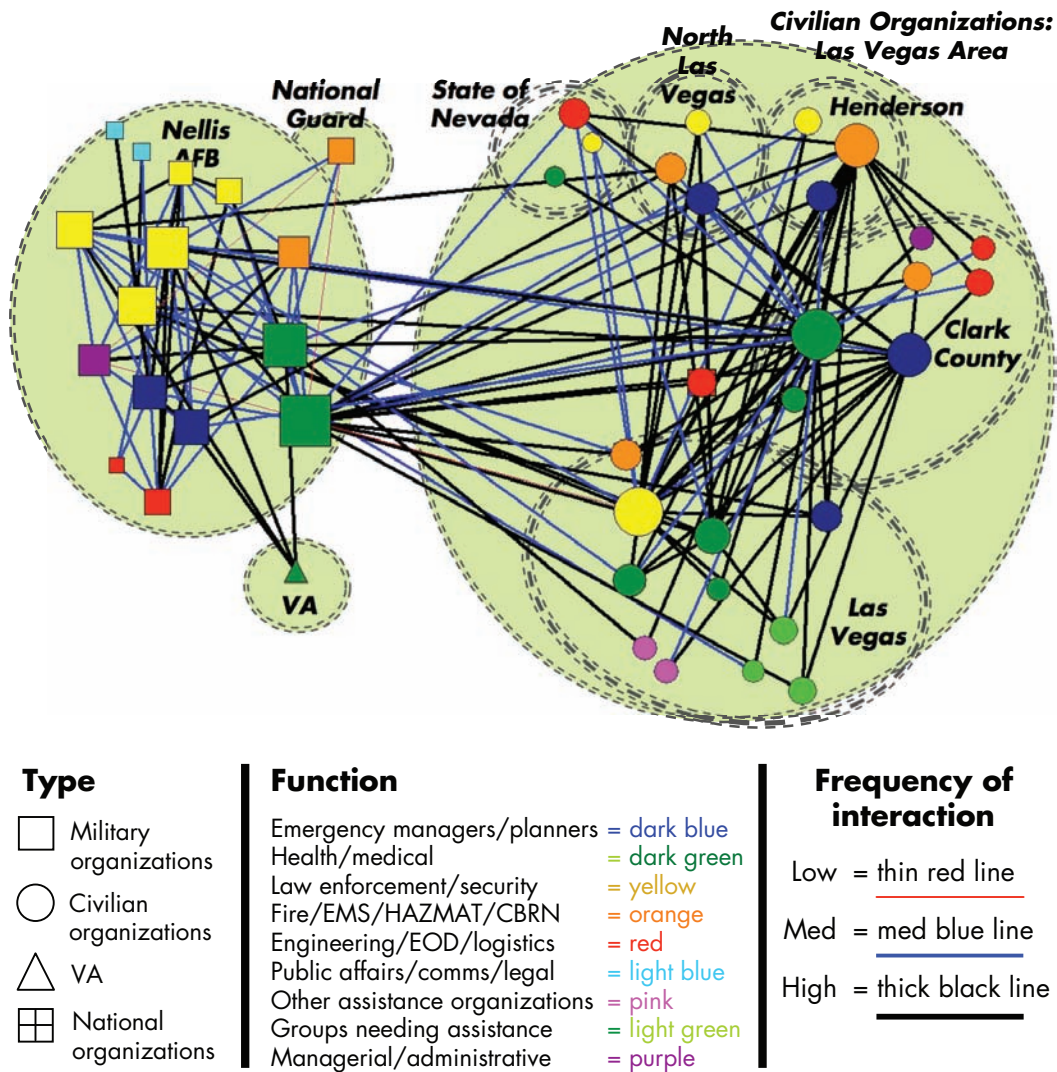 Civilian Organizations:
Las Vegas Area
North
Las
Vegas
National
Guard
State of
Nevada
Henderson
Nellis
AFB
Clark
County
VA
Las
Vegas
Type
Military
organizations
Civilian
organizations
VA
National
organizations
Function
Emergency managers/planners = dark blue
Health/medical = dark green
Law enforcement/security = yellow
Fire/EMS/HAZMAT/CBRN = orange
Engineering/EOD/logistics = red
Public affairs/comms/legal = light blue
Other assistance organizations = pink
Groups needing assistance = light green
Managerial/administrative = purple
Frequency of
interaction
Low = thin red line
Med = med blue line
High = thick black line